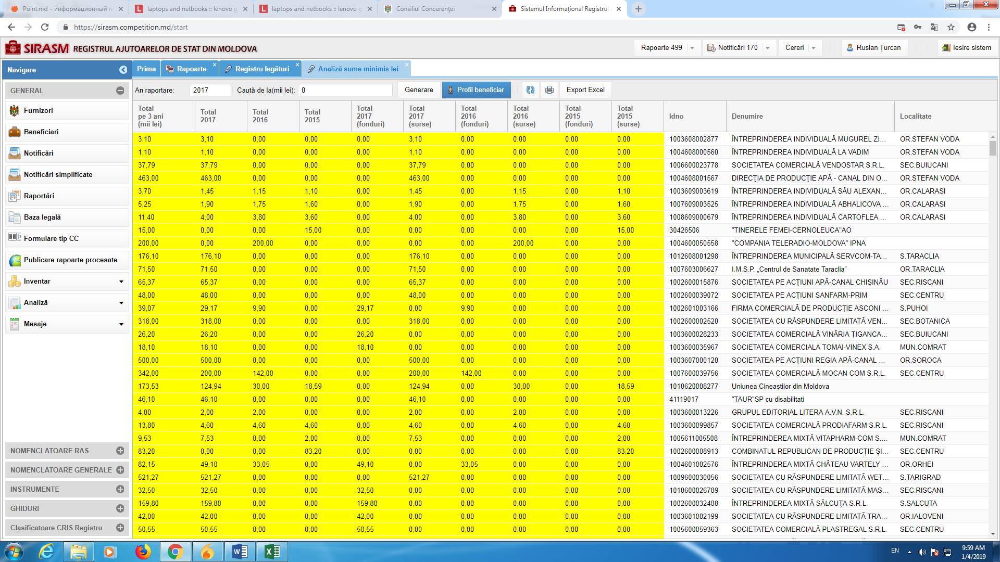 Point.md – информационный п
laptops and netbooks :: lenovo g
laptops and netbooks :: lenovo g
Consiliul Concurenței
Sistemul Informaţional Registrul
https://sirasm.competition.md/start
SIRASM REGISTRUL AJUTOARELOR DE STAT DIN MOLDOVA
Rapoarte 499
Notificări 170
Cereri
Ruslan Țurcan
Iesire sistem
Navigare
Prima
Rapoarte
Registru legături
Analiză sume minimis lei
GENERAL
An raportare: 2017 Caută de la(mii lei): 0 Generare Profil beneficiar Export Excel
Furnizori
Beneficiari
Notificări
Notificări simplificate
Raportări
Baza legală
Formulare tip CC
Publicare rapoarte procesate
Inventar
Analiză
Mesaje
NOMENCLATOARE RAS
NOMENCLATOARE GENERALE
INSTRUMENTE
GHIDURI
Clasificatoare CRIS Registru
Total
pe 3 ani
(mii lei)
Total
2017
Total
2016
Total
2015
Total
2017
(fonduri)
Total
2017
(surse)
Total
2016
(fonduri)
Total
2016
(surse)
Total
2015
(fonduri)
Total
2015
(surse)
Idno
Denumire
Localitate
3,10 3,10 0,00 0,00 0,00 3,10 0,00 0,00 0,00 0,00 1003608002877 ÎNTREPRINDEREA INDIVIDUALĂ MUGUREL ZI... OR.STEFAN VODA
1,10 1,10 0,00 0,00 0,00 1,10 0,00 0,00 0,00 0,00 1004608000560 ÎNTREPRINDEREA INDIVIDUALĂ LA VADIM OR.STEFAN VODA
37,79 37,79 0,00 0,00 0,00 37,79 0,00 0,00 0,00 0,00 1006600023778 SOCIETATEA COMERCIALĂ VENDOSTAR S.R.L. SEC.BUIUCANI
463,00 463,00 0,00 0,00 0,00 463,00 0,00 0,00 0,00 0,00 1004608001567 DIRECŢIA DE PRODUCŢIE APĂ - CANAL DIN O... OR.STEFAN VODA
3,70 1,45 1,15 1,10 0,00 1,45 0,00 1,15 0,00 1,10 1003609003619 ÎNTREPRINDEREA INDIVIDUALĂ SĂU ALEXAN... OR.CALARASI
5,25 1,90 1,75 1,60 0,00 1,90 0,00 1,75 0,00 1,60 1007609003525 ÎNTREPRINDEREA INDIVIDUALĂ ABHALICOVA ... OR.CALARASI
11,40 4,00 3,80 3,60 0,00 4,00 0,00 3,80 0,00 3,60 1008609000679 ÎNTREPRINDEREA INDIVIDUALĂ CARTOFLEA ... OR.CALARASI
15,00 0,00 0,00 15,00 0,00 0,00 0,00 0,00 0,00 15,00 30426506 "TINERELE FEMEI-CERNOLEUCA"AO
200,00 0,00 200,00 0,00 0,00 0,00 0,00 200,00 0,00 0,00 1004600050558 "COMPANIA TELERADIO-MOLDOVA" IPNA
176,10 176,10 0,00 0,00 0,00 176,10 0,00 0,00 0,00 0,00 1012608001298 ÎNTREPRINDEREA MUNICIPALĂ SERVCOM-TA... S.TARACLIA
71,50 71,50 0,00 0,00 0,00 71,50 0,00 0,00 0,00 0,00 1007603006627 I.M.S.P. „Centrul de Sanatate Taraclia” OR.TARACLIA
65,37 65,37 0,00 0,00 0,00 65,37 0,00 0,00 0,00 0,00 1002600015876 SOCIETATEA PE ACŢIUNI APĂ-CANAL CHIŞINĂU SEC.RISCANI
48,00 48,00 0,00 0,00 0,00 48,00 0,00 0,00 0,00 0,00 1002600039072 SOCIETATEA PE ACŢIUNI SANFARM-PRIM SEC.CENTRU
39,07 29,17 9,90 0,00 29,17 0,00 9,90 0,00 0,00 0,00 1002601003166 FIRMA COMERCIALĂ DE PRODUCŢIE ASCONI ... S.PUHOI
318,00 318,00 0,00 0,00 0,00 318,00 0,00 0,00 0,00 0,00 1002600002520 SOCIETATEA CU RĂSPUNDERE LIMITATĂ VEN... SEC.BOTANICA
26,20 26,20 0,00 0,00 26,20 0,00 0,00 0,00 0,00 0,00 1003600028233 SOCIETATEA COMERCIALĂ VINĂRIA ŢIGANCA... SEC.BUIUCANI
18,10 18,10 0,00 0,00 18,10 0,00 0,00 0,00 0,00 0,00 1003600035967 SOCIETATEA COMERCIALA TOMAI-VINEX S.A. MUN.COMRAT
500,00 500,00 0,00 0,00 0,00 500,00 0,00 0,00 0,00 0,00 1003607000120 SOCIETATEA PE ACŢIUNI REGIA APĂ-CANAL ... OR.SOROCA
342,00 200,00 142,00 0,00 0,00 200,00 142,00 0,00 0,00 0,00 1007600039756 SOCIETATEA COMERCIALĂ MOCAN COM S.R.L. SEC.CENTRU
173,53 124,94 30,00 18,59 0,00 124,94 0,00 30,00 0,00 18,59 1010620008277 Uniunea Cineaştilor din Moldova
46,10 46,10 0,00 0,00 0,00 46,10 0,00 0,00 0,00 0,00 41119017 "TAUR"SP cu disabilitati
4,00 2,00 2,00 0,00 0,00 2,00 0,00 2,00 0,00 0,00 1003600013226 GRUPUL EDITORIAL LITERA A.V.N. S.R.L. SEC.RISCANI
13,80 4,60 4,60 4,60 0,00 4,60 0,00 4,60 0,00 4,60 1003600099857 SOCIETATEA COMERCIALĂ PRODIAFARM S.R.L. SEC.RISCANI
9,53 7,53 0,00 2,00 0,00 7,53 0,00 0,00 0,00 2,00 1005611005508 ÎNTREPRINDEREA MIXTĂ VITAPHARM-COM S.... MUN.COMRAT
83,20 0,00 0,00 83,20 0,00 0,00 0,00 0,00 0,00 83,20 1002600008913 COMBINATUL REPUBLICAN DE PRODUCŢIE ŞI... SEC.CENTRU
82,15 49,10 33,05 0,00 49,10 0,00 33,05 0,00 0,00 0,00 1004601002576 ÎNTREPRINDEREA MIXTĂ CHÂTEAU VARTELY ... OR.ORHEI
521,27 521,27 0,00 0,00 0,00 521,27 0,00 0,00 0,00 0,00 1009600030056 SOCIETATEA CU RĂSPUNDERE LIMITATĂ WET... S.TARIGRAD
32,50 32,50 0,00 0,00 32,50 0,00 0,00 0,00 0,00 0,00 1010600026789 SOCIETATEA CU RĂSPUNDERE LIMITATĂ MAS... SEC.RISCANI
159,80 159,80 0,00 0,00 159,80 0,00 0,00 0,00 0,00 0,00 1002600032408 ÎNTREPRINDEREA MIXTĂ SĂLCUŢA S.R.L. S.SALCUTA
42,00 42,00 0,00 0,00 42,00 0,00 0,00 0,00 0,00 0,00 1003601002199 SOCIETATEA CU RĂSPUNDERE LIMITATĂ TRA... OR.IALOVENI
50,55 50,55 0,00 0,00 50,55 0,00 0,00 0,00 0,00 0,00 1005600059363 SOCIETATEA COMERCIALĂ PLASTREGAL S.R.L. SEC.CENTRU
EN
9:59 AM
1/4/2019